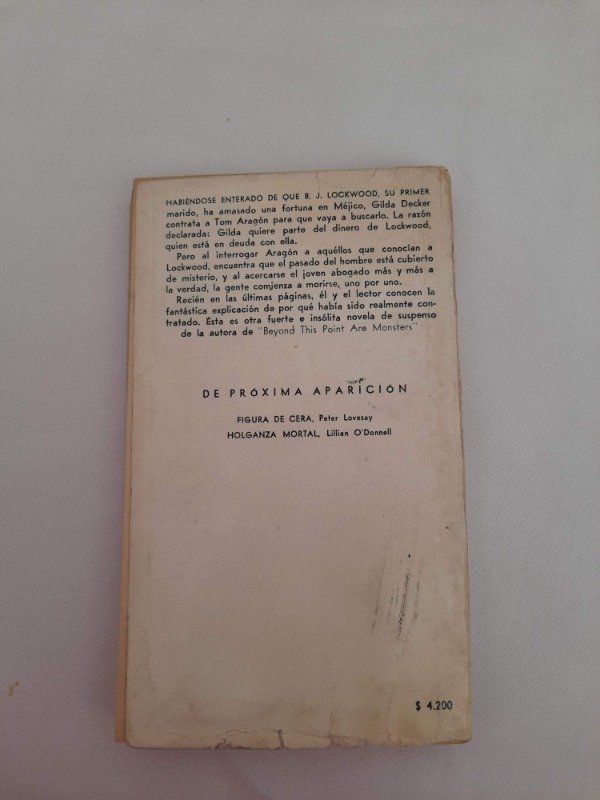 HABIÉNDOSE ENTERADO DE QUE B. J. LOCKWOOD, SU PRIMER
marido, ha amasado una fortuna en Méjico, Gilda Decker
contrata a Tom Aragón para que vaya a buscarlo. La razón
declarada: Gilda quiere parte del dinero de Lockwood,
quien está en deuda con ella.
Pero al interrogar Aragón a aquéllos que conocían a
Lockwood, encuentra que el pasado del hombre está cubierto
de misterio, y al acercarse el joven abogado más y más a
la verdad, la gente comienza a morirse, uno por uno.
Recién en las últimas páginas, él y el lector conocen la
fantástica explicación de por qué había sido realmente con-
tratado. Ésta es otra fuerte e insólita novela de suspenso
de la autora de "Beyond This Point Are Monsters"
DE PRÓXIMA APARICIÓN
FIGURA DE CERA, Peter Lovesay
HOLGANZA MORTAL, Lillian O'Donnell
$ 4.200